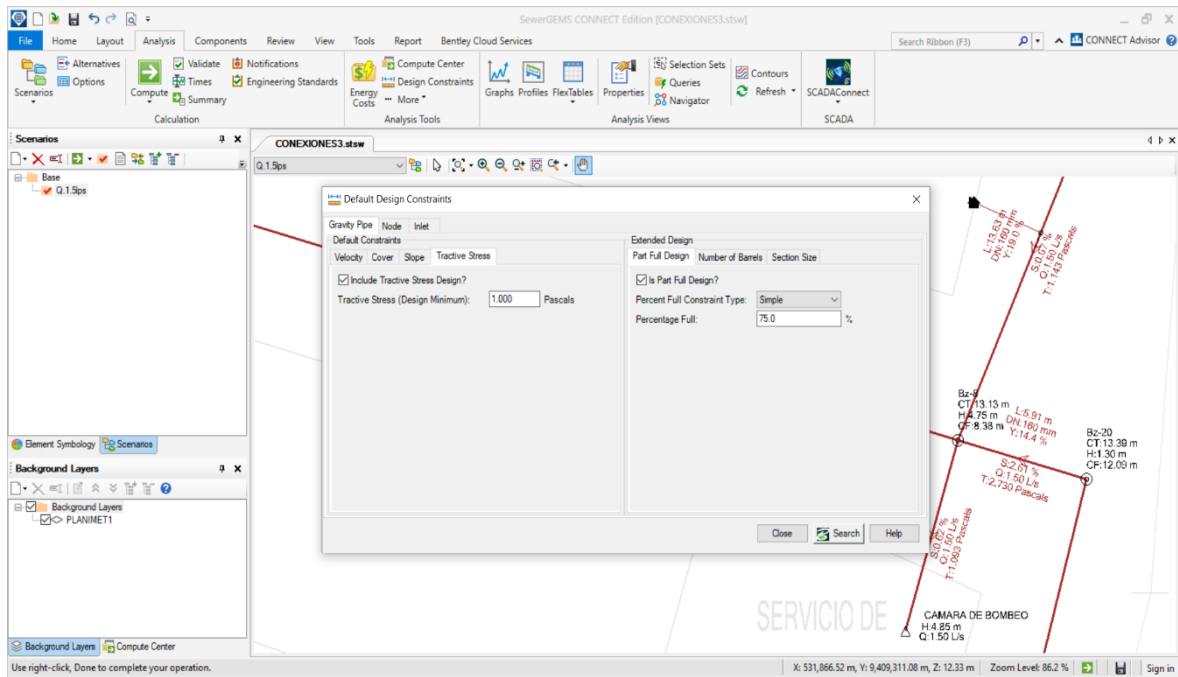 SewerGEMS CONNECT Edition [CONEXIONES3.stsw]
File Home Layout Analysis Components Review View Tools Report Bentley Cloud Services Search Ribbon (F3) CONNECT Advisor
Scenarios
Alternatives
Options
Compute
Validate
Times
Summary
Notifications
Engineering Standards
Calculation
Energy Costs
Compute Center
Design Constraints
More
Analysis Tools
Graphs Profiles FlexTables Properties
Selection Sets
Queries
Navigator
Contours
Refresh
Analysis Views
SCADAConnect
SCADA
Scenarios
Base
Q.1.5lps
Element Symbology Scenarios
Background Layers
Background Layers
PLANIMET1
Background Layers Compute Center
CONEXIONES3.stsw
Q.1.5lps
Default Design Constraints
Gravity Pipe Node Inlet
Default Constraints
Velocity Cover Slope Tractive Stress
Include Tractive Stress Design?
Tractive Stress (Design Minimum): 1.000 Pascals
Extended Design
Part Full Design Number of Barrels Section Size
Is Part Full Design?
Percent Full Constraint Type: Simple
Percentage Full: 75.0 %
Close Search Help
L:13.63 m
DN:160 mm
Y:19.0 %
S:0.67 %
Q:1.50 L/s
T:1.143 Pascals
Bz-8
CT:13.13 m
H:4.75 m
CF:8.38 m
L:5.91 m
DN:160 mm
Y:14.4 %
Bz-20
CT:13.39 m
H:1.30 m
CF:12.09 m
S:2.61 %
Q:1.50 L/s
T:2.730 Pascals
S:0.62 %
Q:1.50 L/s
T:1.093 Pascals
SERVICIO DE
CAMARA DE BOMBEO
H:4.85 m
Q:1.50 L/s
Use right-click, Done to complete your operation.
X: 531,866.52 m, Y: 9,409,311.08 m, Z: 12.33 m Zoom Level: 86.2 % Sign in